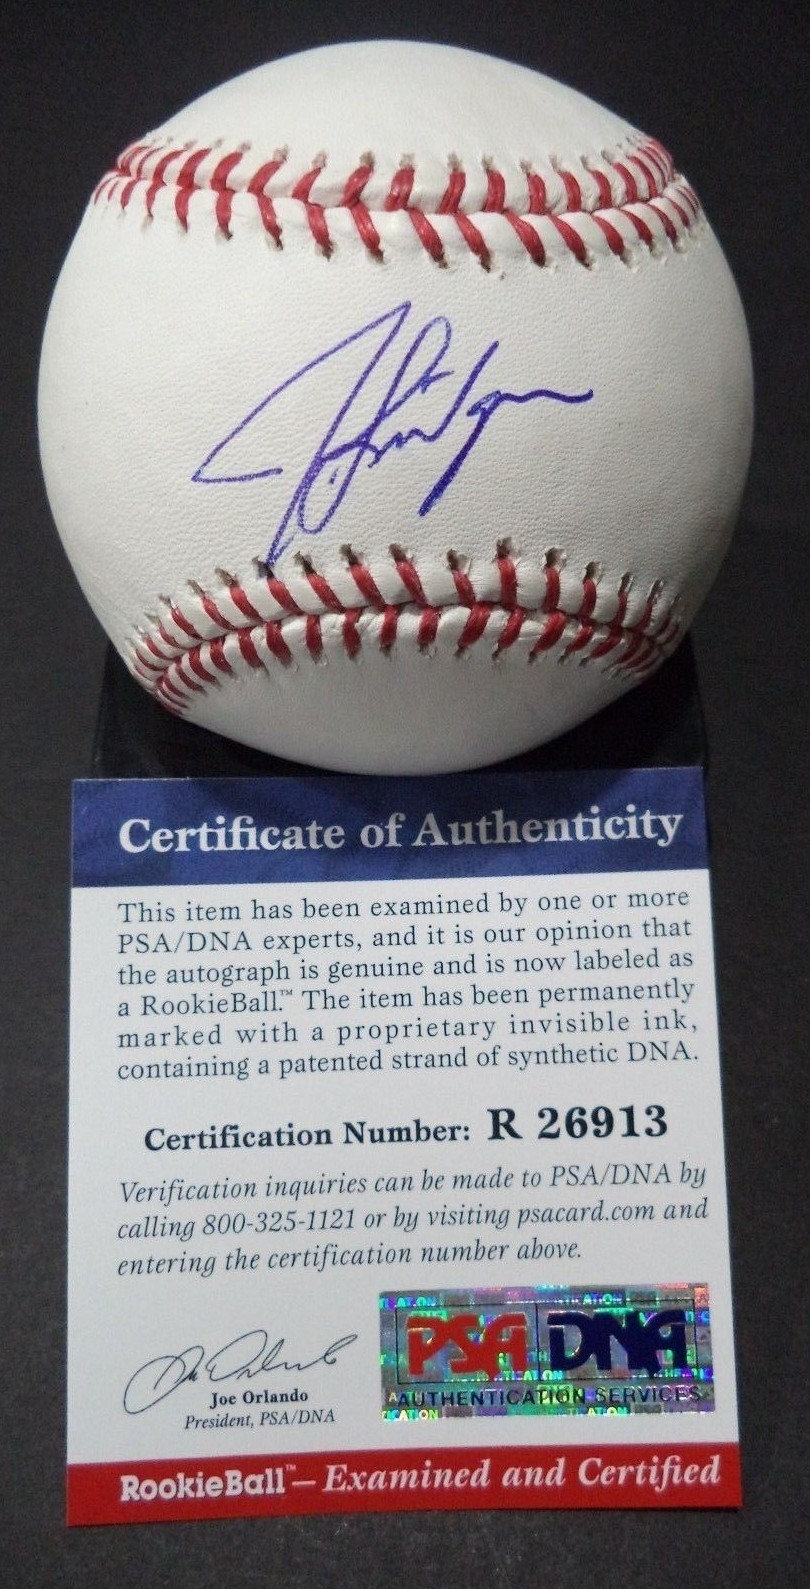 Certificate of Authenticity
This item has been examined by one or more
PSA/DNA experts, and it is our opinion that
the autograph is genuine and is now labeled as
a RookieBall.™ The item has been permanently
marked with a proprietary invisible ink,
containing a patented strand of synthetic DNA.
Certification Number: R 26913
Verification inquiries can be made to PSA/DNA by
calling 800-325-1121 or by visiting psacard.com and
entering the certification number above.
Joe Orlando
President, PSA/DNA
PSA DNA
AUTHENTICATION SERVICES
RookieBall™ – Examined and Certified